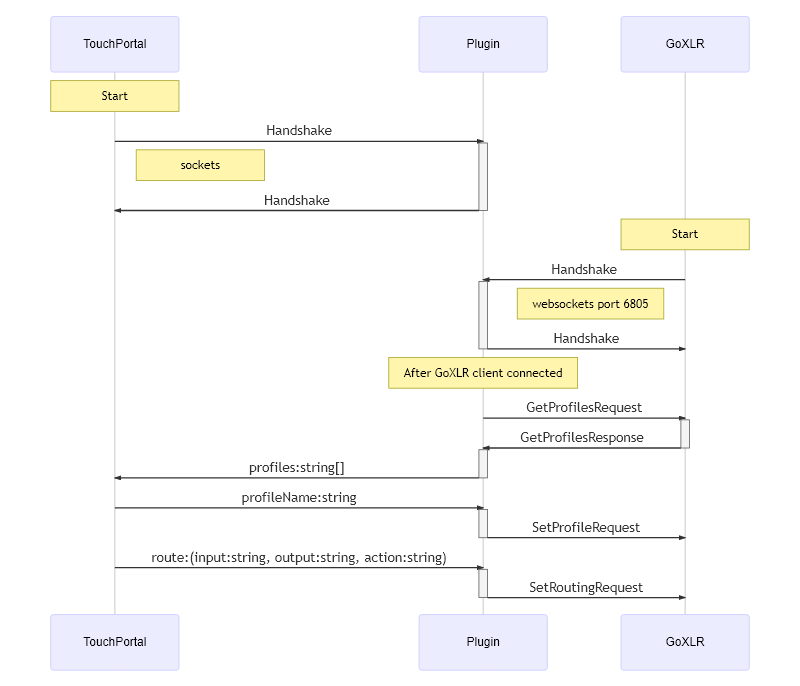 TouchPortal
Plugin
GoXLR
Start
Handshake
sockets
Handshake
Start
Handshake
websockets port 6805
Handshake
After GoXLR client connected
GetProfilesRequest
GetProfilesResponse
profiles:string[]
profileName:string
SetProfileRequest
route:(input:string, output:string, action:string)
SetRoutingRequest
TouchPortal
Plugin
GoXLR